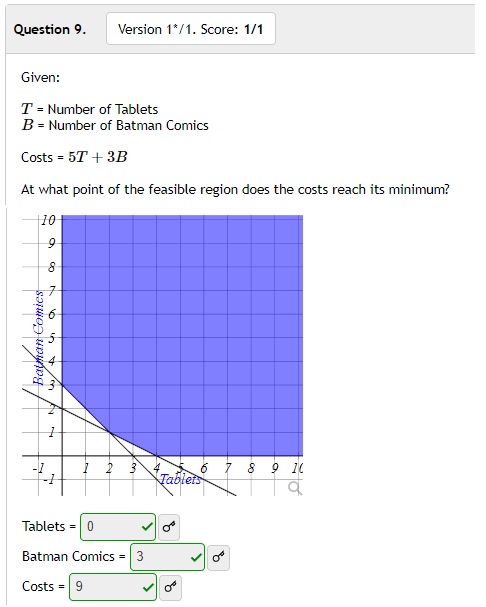 Question 9. Version 1*/1. Score: 1/1
Given:
T = Number of Tablets
B = Number of Batman Comics
Costs = 5T + 3B
At what point of the feasible region does the costs reach its minimum?
10
9
8
7
6
5
4
3
2
1
-1 1 2 3 4 5 6 7 8 9 10
-1
Batman Comics
Tablets
Tablets = 0
Batman Comics = 3
Costs = 9